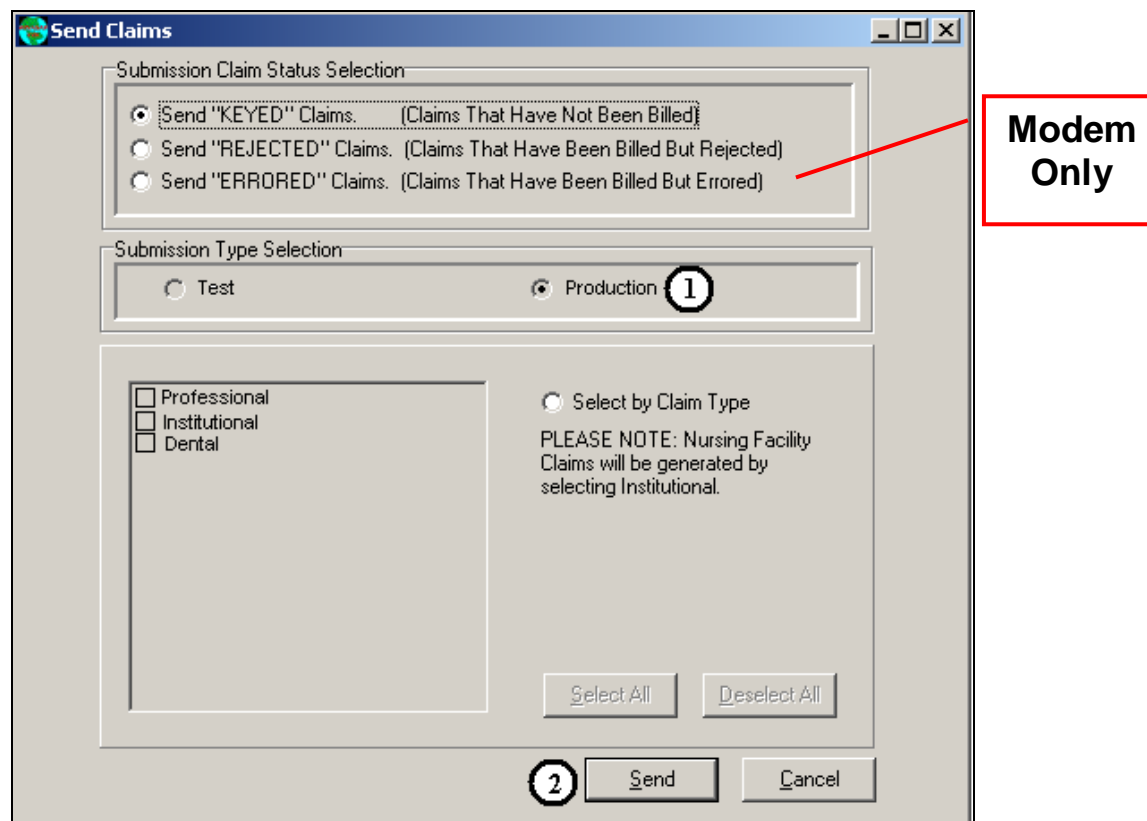 Send Claims
Submission Claim Status Selection
Send "KEYED" Claims. (Claims That Have Not Been Billed)
Send "REJECTED" Claims. (Claims That Have Been Billed But Rejected)
Send "ERRORED" Claims. (Claims That Have Been Billed But Errored)
Modem
Only
Submission Type Selection
Test
Production
1
Professional
Institutional
Dental
Select by Claim Type
PLEASE NOTE: Nursing Facility
Claims will be generated by
selecting Institutional.
Select All
Deselect All
2
Send
Cancel